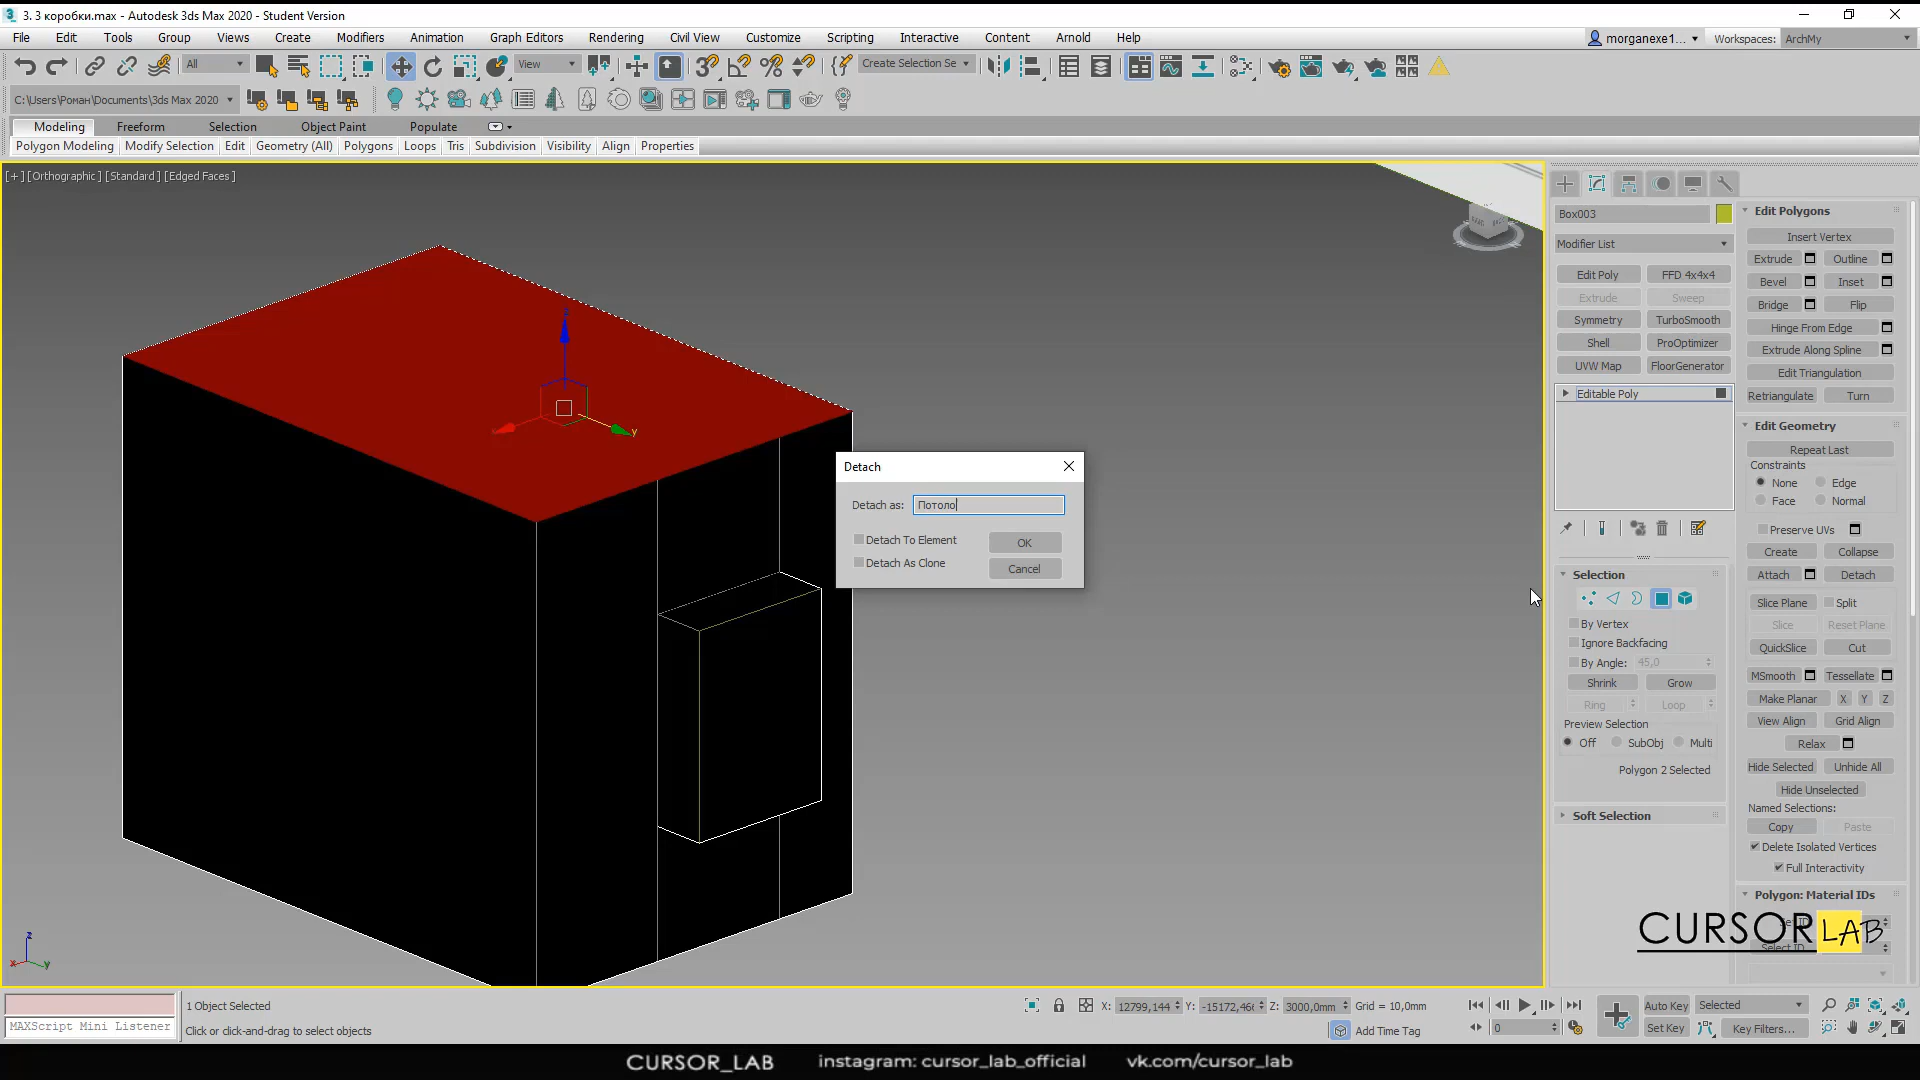 3. 3 коробки.max - Autodesk 3ds Max 2020 - Student Version
File Edit Tools Group Views Create Modifiers Animation Graph Editors Rendering Civil View Customize Scripting Interactive Content Arnold Help
morganexe1... Workspaces: ArchMy
All View Create Selection Se
C:\Users\Роман\Documents\3ds Max 2020
Modeling Freeform Selection Object Paint Populate
Polygon Modeling Modify Selection Edit Geometry (All) Polygons Loops Tris Subdivision Visibility Align Properties
[+] [Orthographic] [Standard] [Edged Faces]
Detach
Detach as: Потоло
Detach To Element OK
Detach As Clone Cancel
z
y
x
z
x y
Box003
Modifier List
Edit Poly FFD 4x4x4
Extrude Sweep
Symmetry TurboSmooth
Shell ProOptimizer
UVW Map FloorGenerator
Editable Poly
Selection
By Vertex
Ignore Backfacing
By Angle: 45,0
Shrink Grow
Ring Loop
Preview Selection
Off SubObj Multi
Polygon 2 Selected
Soft Selection
Edit Polygons
Insert Vertex
Extrude Outline
Bevel Inset
Bridge Flip
Hinge From Edge
Extrude Along Spline
Edit Triangulation
Retriangulate Turn
Edit Geometry
Repeat Last
Constraints
None Edge
Face Normal
Preserve UVs
Create Collapse
Attach Detach
Slice Plane Split
Slice Reset Plane
QuickSlice Cut
MSmooth Tessellate
Make Planar X Y Z
View Align Grid Align
Relax
Hide Selected Unhide All
Hide Unselected
Named Selections:
Copy Paste
Delete Isolated Vertices
Full Interactivity
Polygon: Material IDs
CURSOR LAB
Select ID
MAXScript Mini Listener
1 Object Selected
Click or click-and-drag to select objects
X: 12799,144 Y: -15172,466 Z: 3000,0mm Grid = 10,0mm
Add Time Tag
0
Auto Key Selected
Set Key Key Filters...
CURSOR_LAB instagram: cursor_lab_official vk.com/cursor_lab